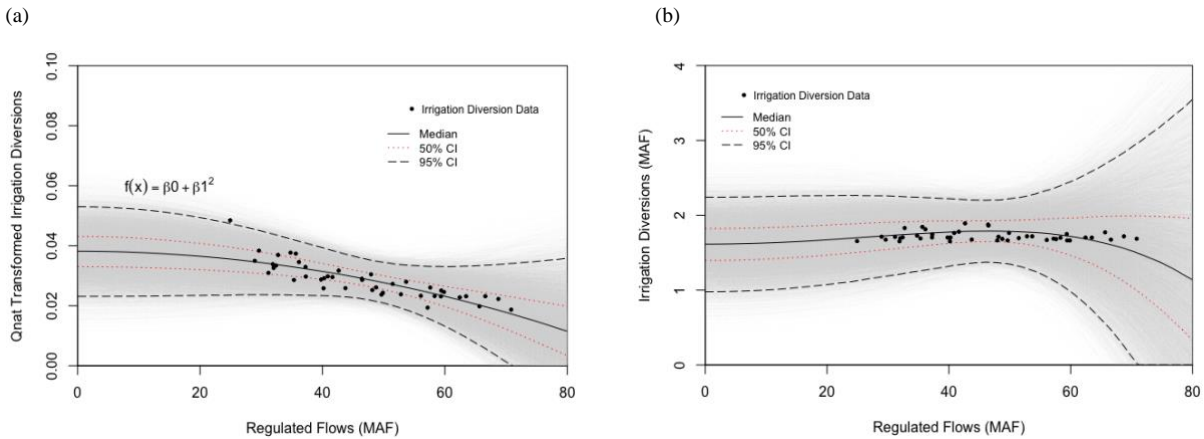 (a)
(b)
0.10
0.08
0.06
0.04
0.02
0.00
Qnat Transformed Irrigation Diversions
Irrigation Diversion Data
Median
50% CI
95% CI
f(x) = β0 + β1²
0
20
40
60
80
Regulated Flows (MAF)
4
3
2
1
0
Irrigation Diversions (MAF)
Irrigation Diversion Data
Median
50% CI
95% CI
0
20
40
60
80
Regulated Flows (MAF)